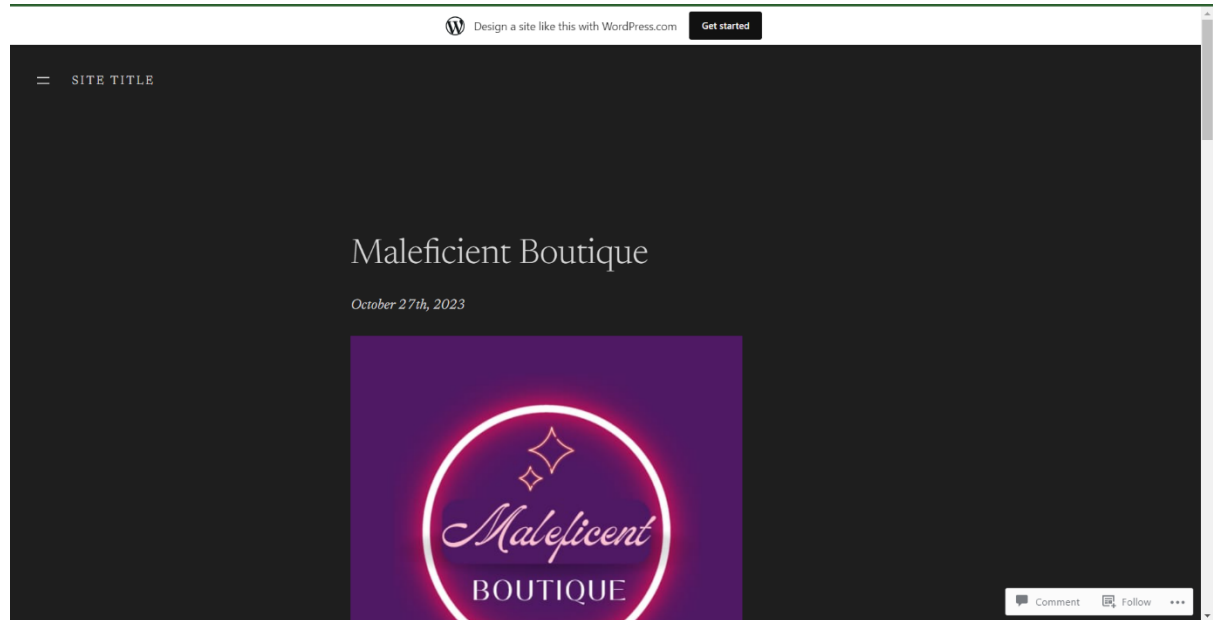 Design a site like this with WordPress.com Get started
SITE TITLE
Maleficient Boutique
October 27th, 2023
Maleficent
BOUTIQUE
Comment Follow